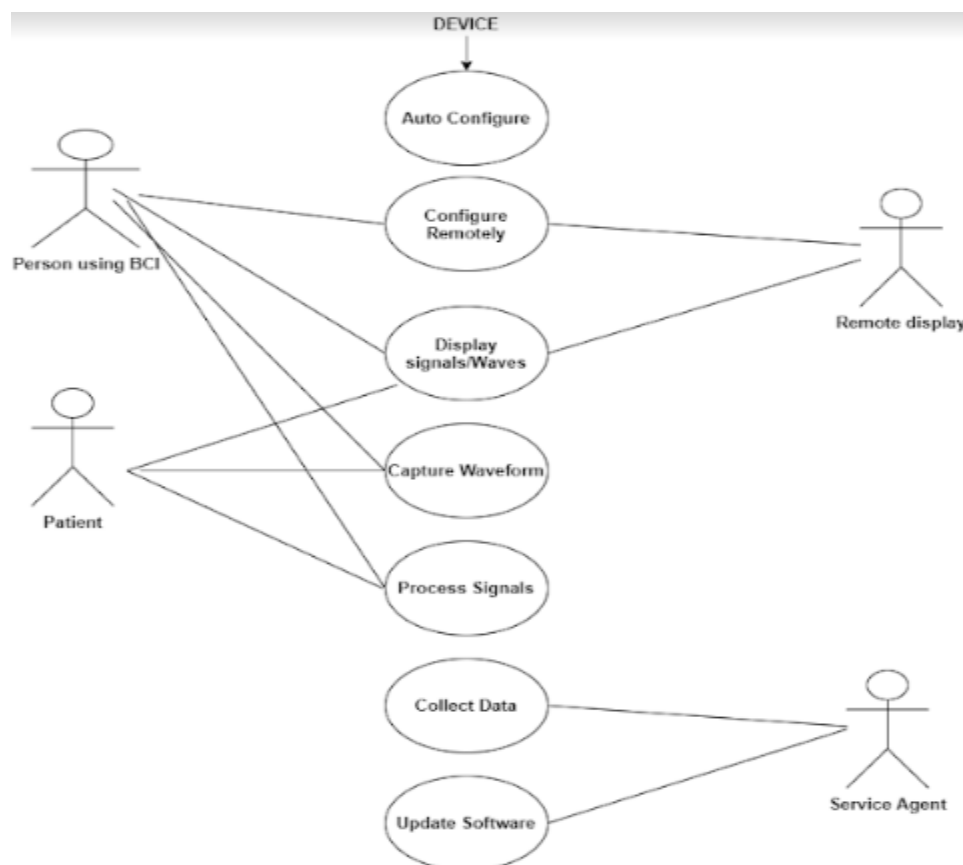 DEVICE
Auto Configure
Configure
Remotely
Person using BCI
Remote display
Display
signals/Waves
Capture Waveform
Patient
Process Signals
Collect Data
Service Agent
Update Software